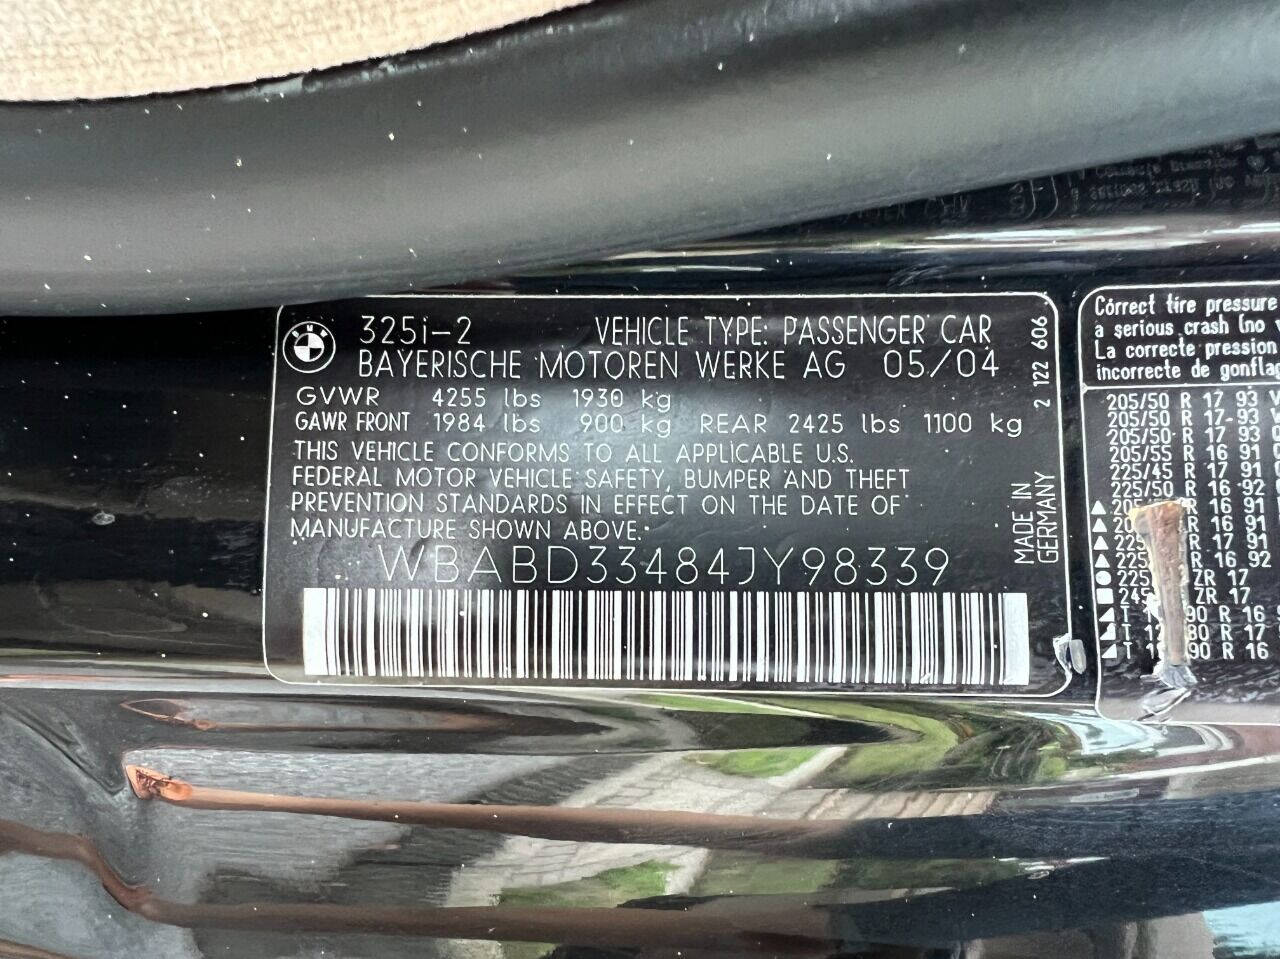 BMW
325i-2 VEHICLE TYPE: PASSENGER CAR
BAYERISCHE MOTOREN WERKE AG 05/04
GVWR 4255 lbs 1930 kg
GAWR FRONT 1984 lbs 900 kg REAR 2425 lbs 1100 kg
THIS VEHICLE CONFORMS TO ALL APPLICABLE U.S.
FEDERAL MOTOR VEHICLE SAFETY, BUMPER AND THEFT
PREVENTION STANDARDS IN EFFECT ON THE DATE OF
MANUFACTURE SHOWN ABOVE.
WBABD33484JY98339
2 122 606
MADE IN
GERMANY
Correct tire pressure
a serious crash (no
La correcte pression
incorrecte de
205/50 R 17 93 V
205/50 R 17-93
205/50 R 17 93
205/55 R 16 91
225/45 R 17 91
225/50 R 16 92
R 16 91
R 16 91
R 17 91
R 16 92
ZR 17
ZR 17
T 90 R 16
T 80 R 17
T 90 R 16